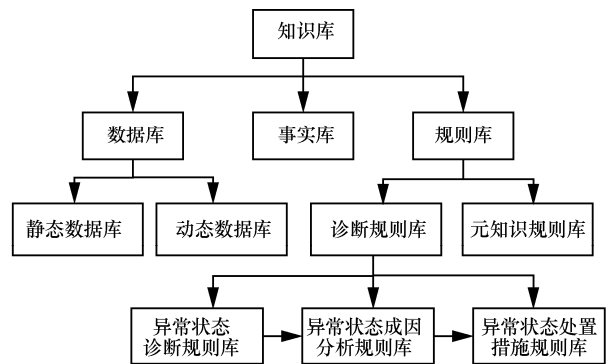 知识库
数据库
事实库
规则库
静态数据库
动态数据库
诊断规则库
元知识规则库
异常状态
诊断规则库
异常状态成因
分析规则库
异常状态处置
措施规则库